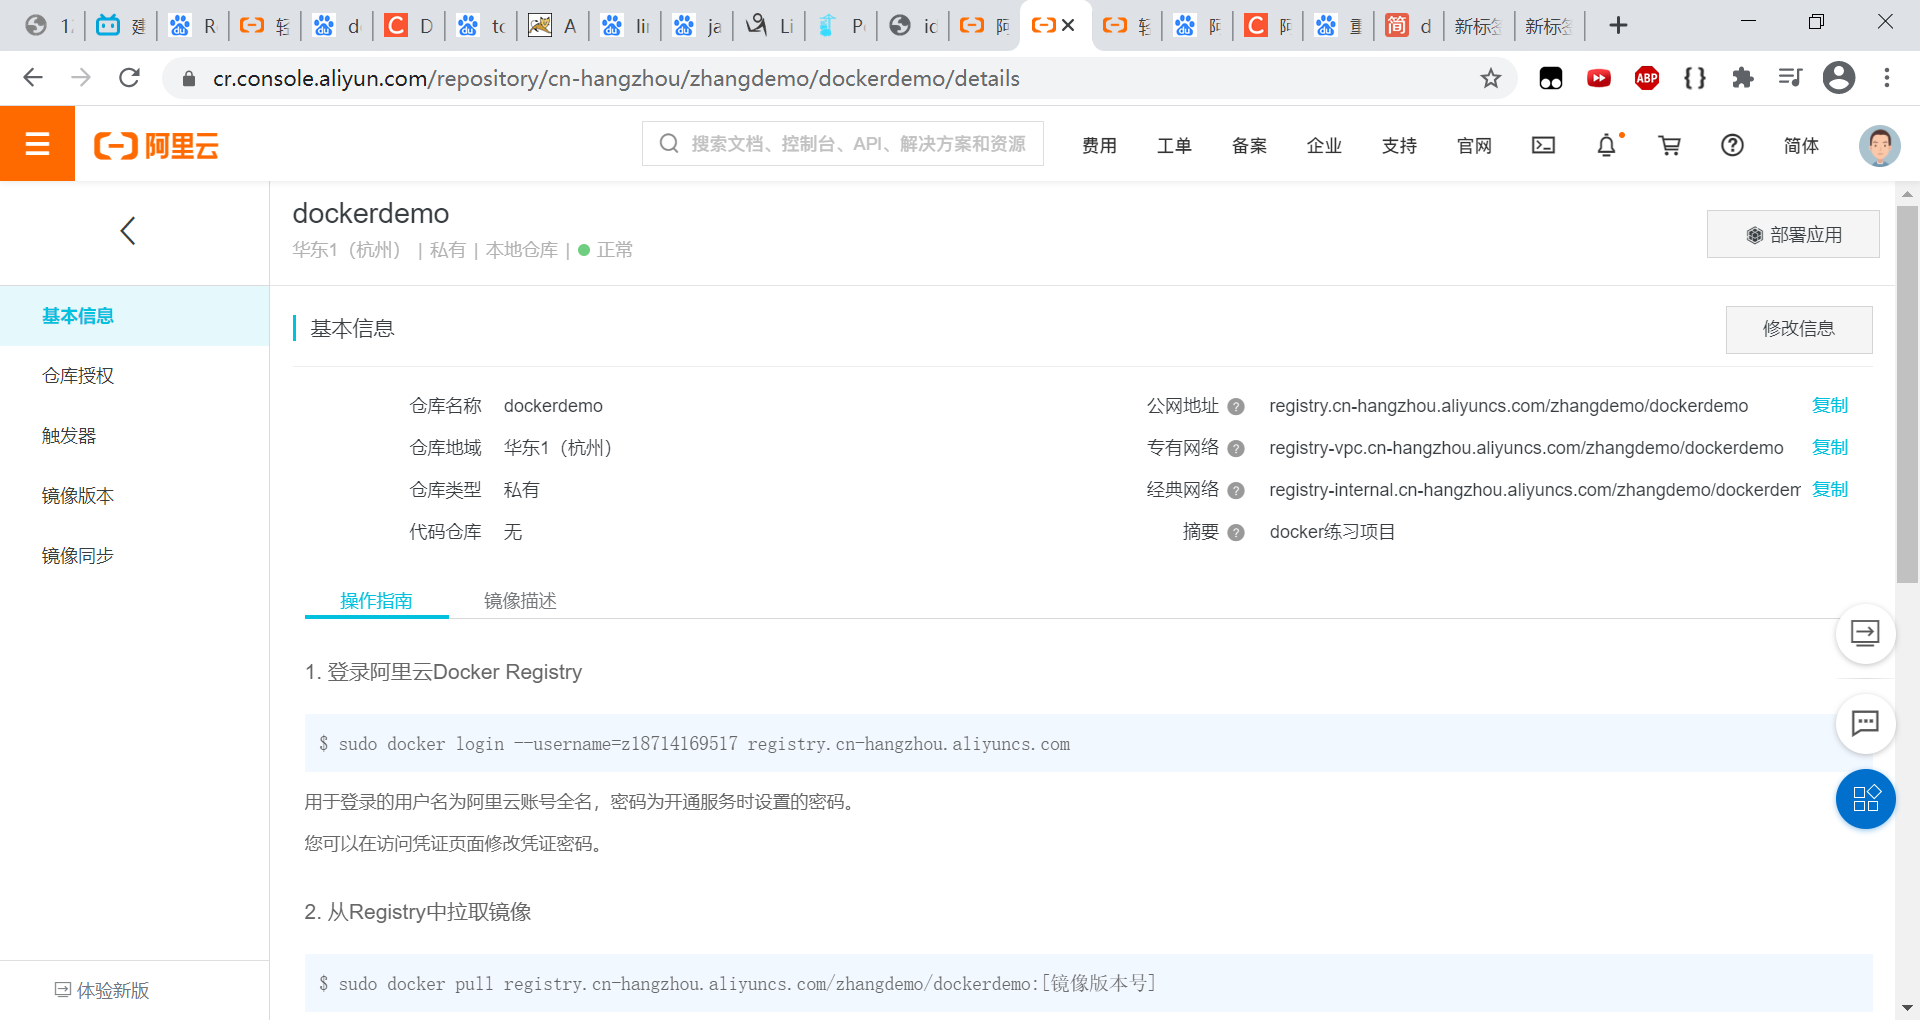 12 建 R 轻 d D to A lin ja Li P id 阿 轻 阿 阿 重 d 新标签 新标签
cr.console.aliyun.com/repository/cn-hangzhou/zhangdemo/dockerdemo/details
ABP
阿里云
搜索文档、控制台、API、解决方案和资源
费用 工单 备案 企业 支持 官网 简体
dockerdemo
华东1（杭州） | 私有 | 本地仓库 | 正常
部署应用
基本信息
仓库授权
触发器
镜像版本
镜像同步
体验新版
基本信息
修改信息
仓库名称 dockerdemo
公网地址 registry.cn-hangzhou.aliyuncs.com/zhangdemo/dockerdemo 复制
仓库地域 华东1（杭州）
专有网络 registry-vpc.cn-hangzhou.aliyuncs.com/zhangdemo/dockerdemo 复制
仓库类型 私有
经典网络 registry-internal.cn-hangzhou.aliyuncs.com/zhangdemo/dockerdem 复制
代码仓库 无
摘要 docker练习项目
操作指南 镜像描述
1. 登录阿里云Docker Registry
$ sudo docker login --username=z18714169517 registry.cn-hangzhou.aliyuncs.com
用于登录的用户名为阿里云账号全名，密码为开通服务时设置的密码。
您可以在访问凭证页面修改凭证密码。
2. 从Registry中拉取镜像
$ sudo docker pull registry.cn-hangzhou.aliyuncs.com/zhangdemo/dockerdemo:[镜像版本号]